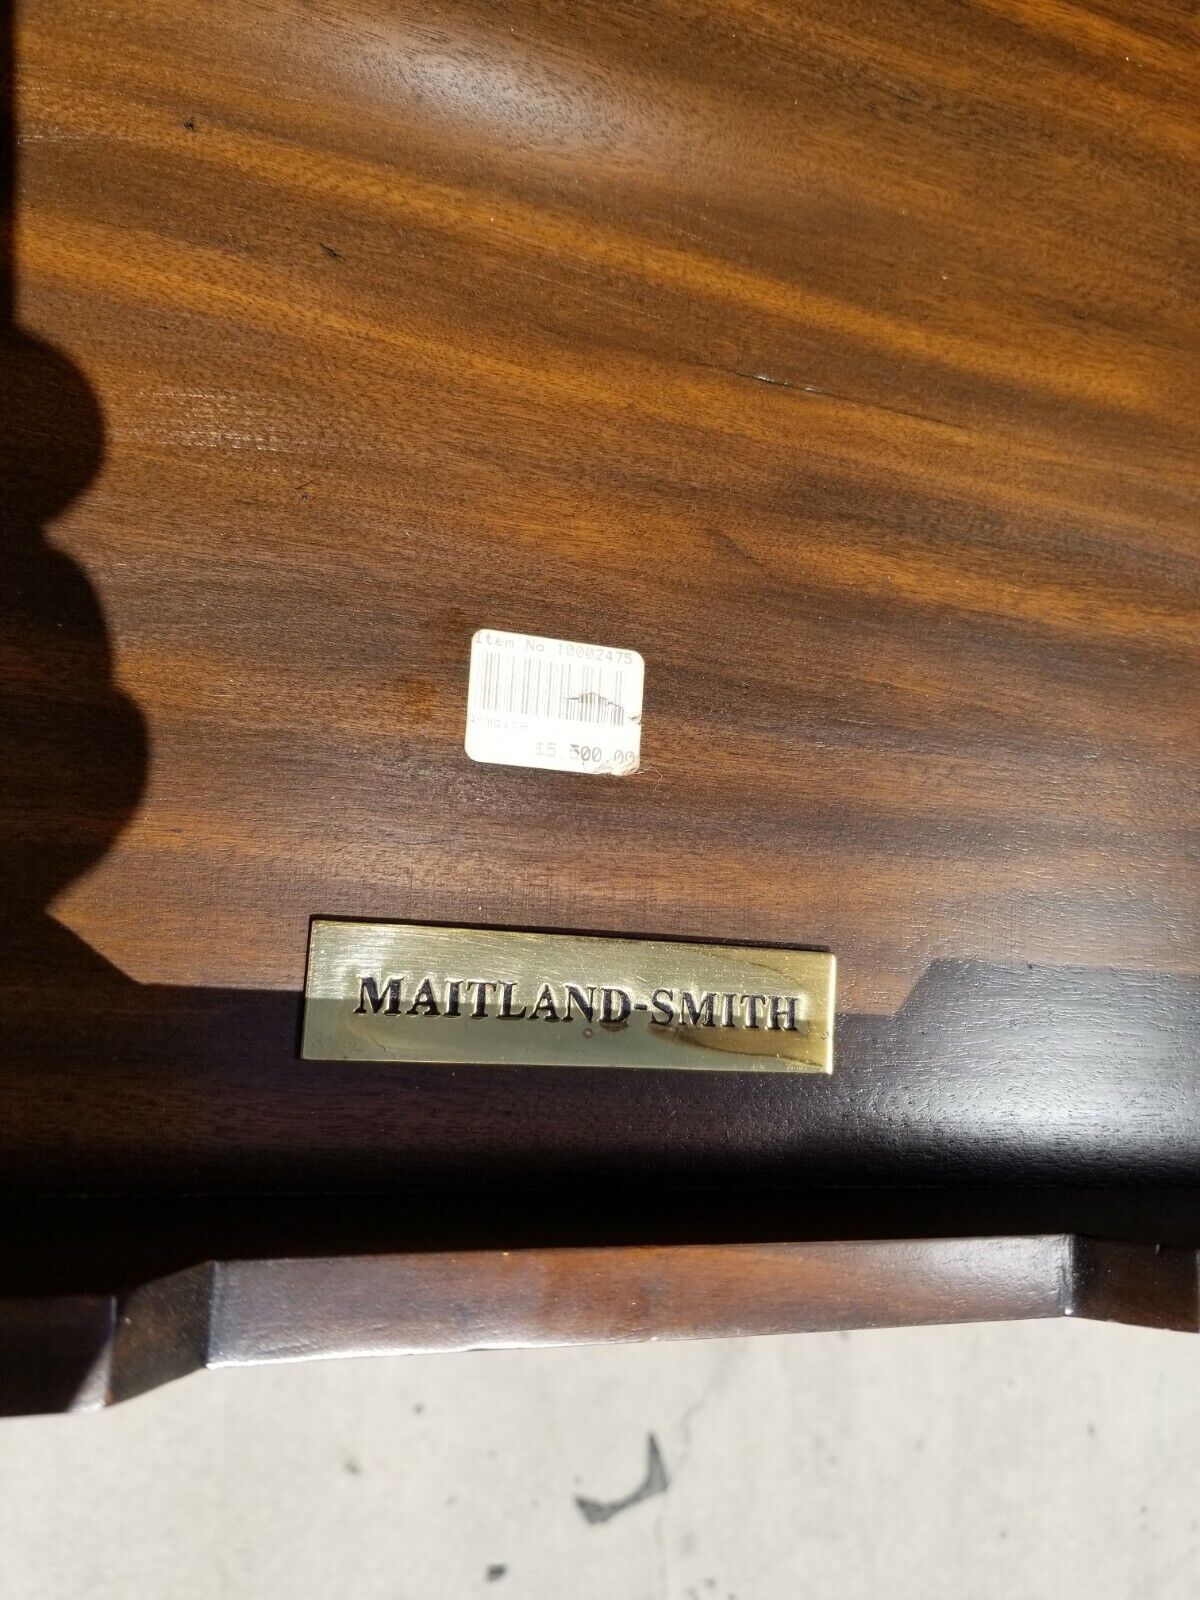 Item No 10002475
Armoire
$5,500.00
MAITLAND-SMITH